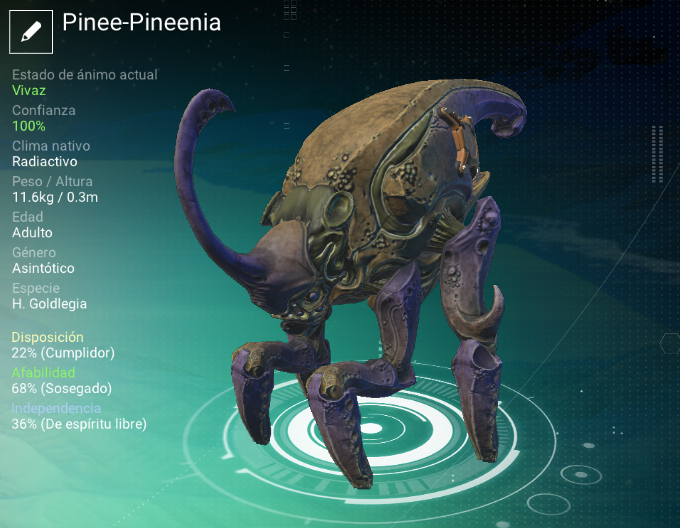 Pinee-Pineenia
Estado de ánimo actual
Vivaz
Confianza
100%
Clima nativo
Radiactivo
Peso / Altura
11.6kg / 0.3m
Edad
Adulto
Género
Asintótico
Especie
H. Goldlegia
Disposición
22% (Cumplidor)
Afabilidad
68% (Sosegado)
Independencia
36% (De espíritu libre)